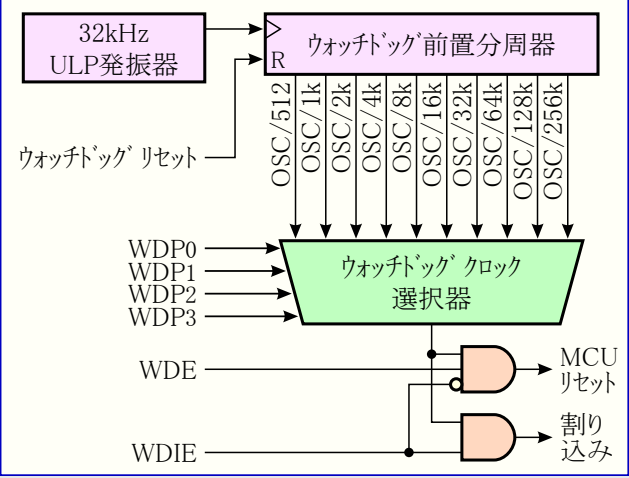 32kHz
ULP発振器
ウォッチドッグ前置分周器
R
OSC/512
OSC/1k
OSC/2k
OSC/4k
OSC/8k
OSC/16k
OSC/32k
OSC/64k
OSC/128k
OSC/256k
ウォッチドッグ リセット
WDP0
WDP1
WDP2
WDP3
ウォッチドッグ クロック
選択器
WDE
MCU
リセット
WDIE
割り
込み